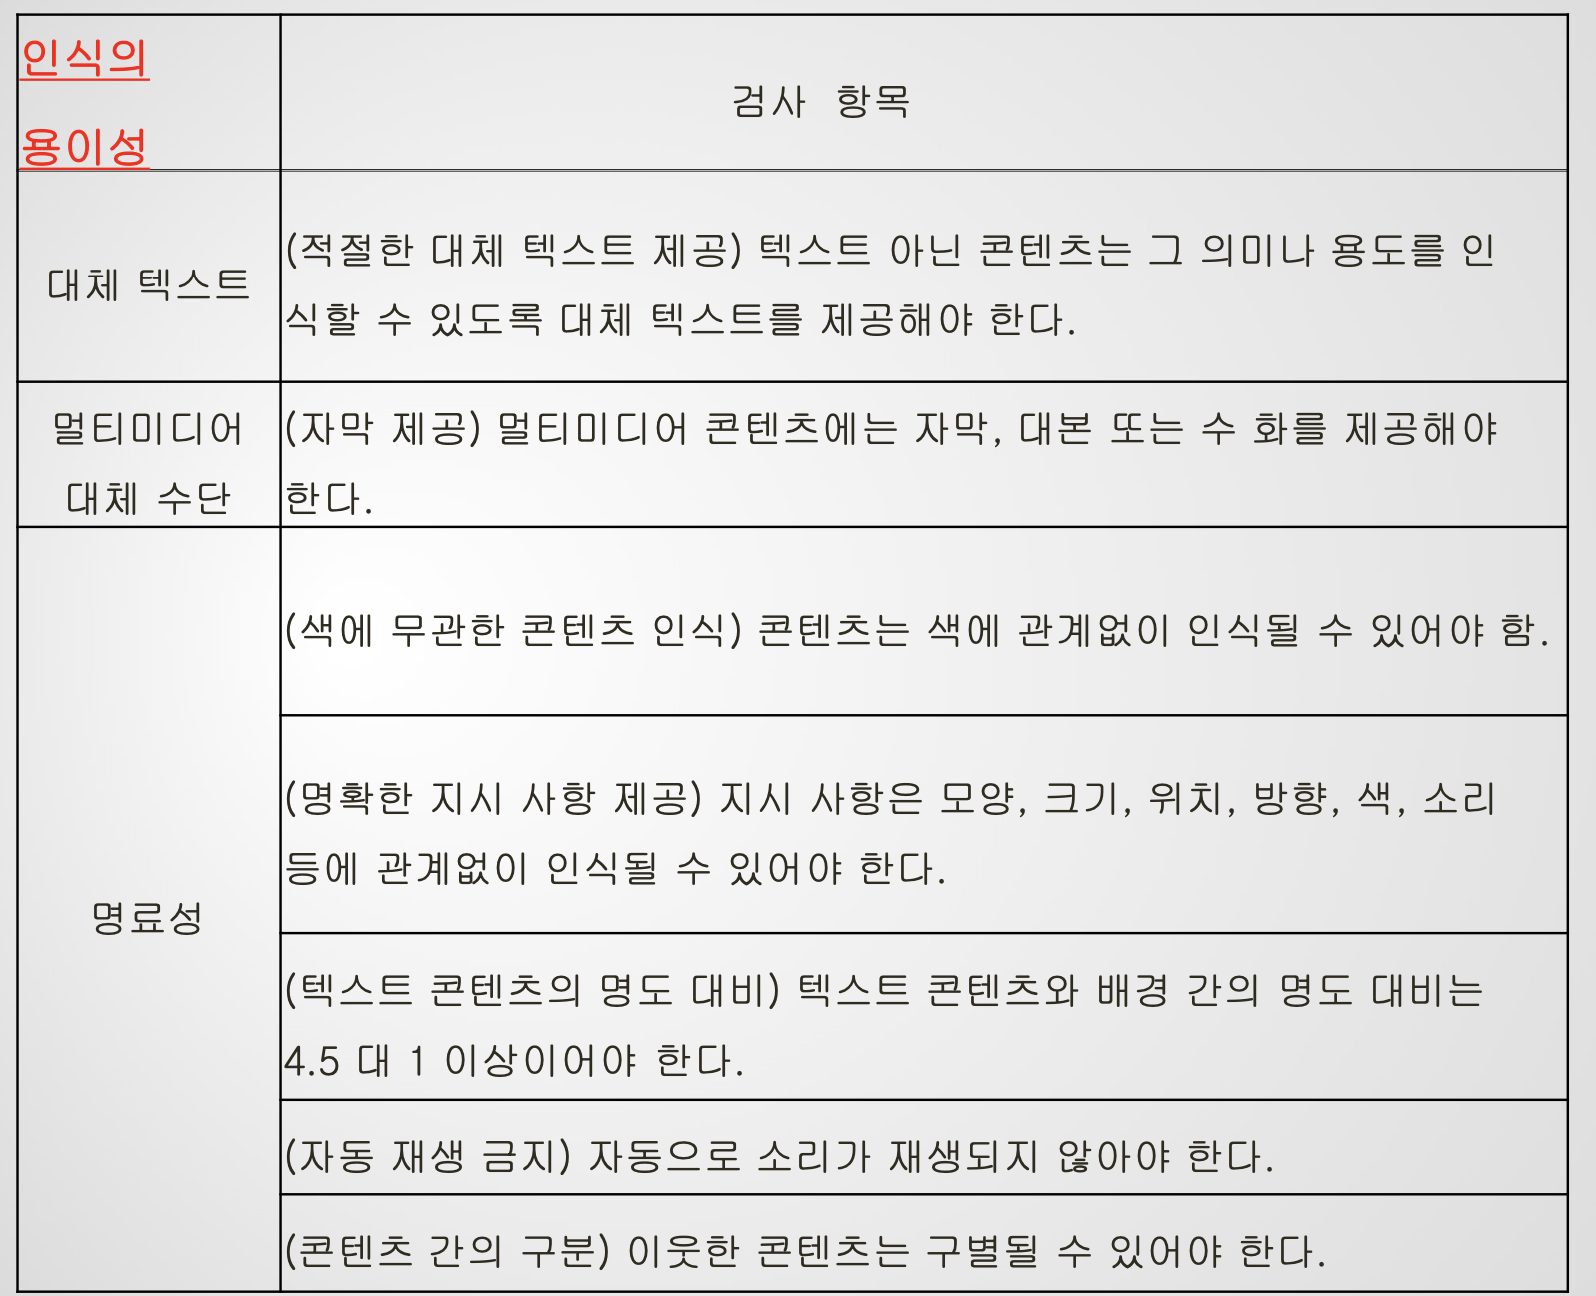 인식의
용이성
검사 항목
대체 텍스트
(적절한 대체 텍스트 제공) 텍스트 아닌 콘텐츠는 그 의미나 용도를 인
식할 수 있도록 대체 텍스트를 제공해야 한다.
멀티미디어
대체 수단
(자막 제공) 멀티미디어 콘텐츠에는 자막, 대본 또는 수 화를 제공해야
한다.
명료성
(색에 무관한 콘텐츠 인식) 콘텐츠는 색에 관계없이 인식될 수 있어야 함.
(명확한 지시 사항 제공) 지시 사항은 모양, 크기, 위치, 방향, 색, 소리
등에 관계없이 인식될 수 있어야 한다.
(텍스트 콘텐츠의 명도 대비) 텍스트 콘텐츠와 배경 간의 명도 대비는
4.5 대 1 이상이어야 한다.
(자동 재생 금지) 자동으로 소리가 재생되지 않아야 한다.
(콘텐츠 간의 구분) 이웃한 콘텐츠는 구별될 수 있어야 한다.